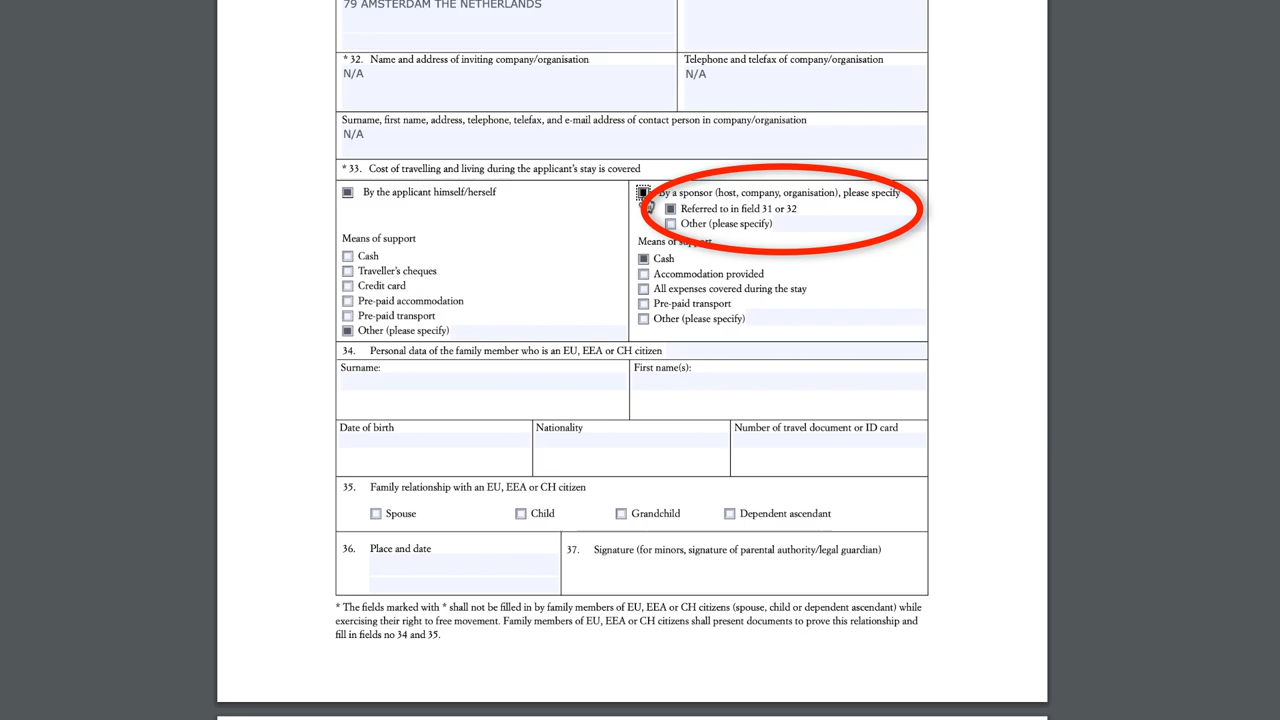 79 AMSTERDAM THE NETHERLANDS
* 32. Name and address of inviting company/organisation
Telephone and telefax of company/organisation
N/A
N/A
Surname, first name, address, telephone, telefax, and e-mail address of contact person in company/organisation
N/A
* 33. Cost of travelling and living during the applicant's stay is covered
By the applicant himself/herself
Means of support
Cash
Traveller's cheques
Credit card
Pre-paid accommodation
Pre-paid transport
Other (please specify)
By a sponsor (host, company, organisation), please specify
Referred to in field 31 or 32
Other (please specify)
Means of support
Cash
Accommodation provided
All expenses covered during the stay
Pre-paid transport
Other (please specify)
34. Personal data of the family member who is an EU, EEA or CH citizen
Surname:
First name(s):
Date of birth
Nationality
Number of travel document or ID card
35. Family relationship with an EU, EEA or CH citizen
Spouse
Child
Grandchild
Dependent ascendant
36. Place and date
37. Signature (for minors, signature of parental authority/legal guardian)
* The fields marked with * shall not be filled in by family members of EU, EEA or CH citizens (spouse, child or dependent ascendant) while
exercising their right to free movement. Family members of EU, EEA or CH citizens shall present documents to prove this relationship and
fill in fields no 34 and 35.